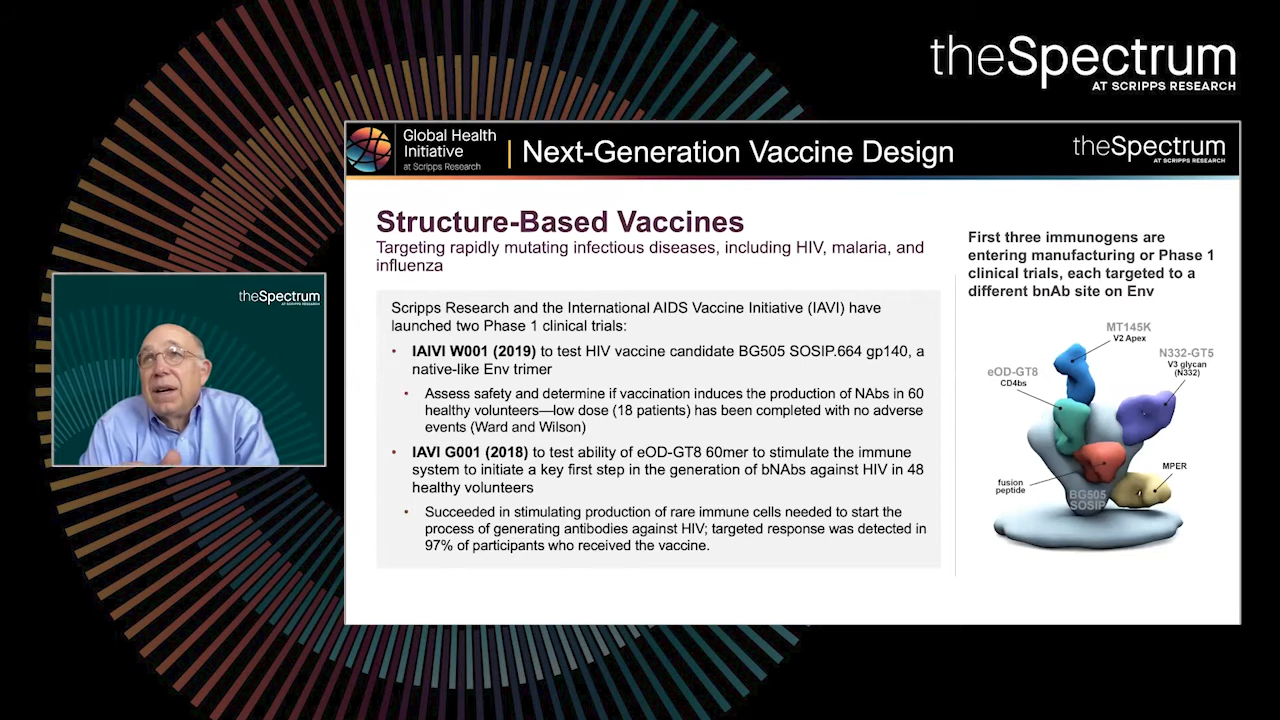 theSpectrum
AT SCRIPPS RESEARCH
Global Health
Initiative
at Scripps Research
Next-Generation Vaccine Design
theSpectrum
AT SCRIPPS RESEARCH
Structure-Based Vaccines
Targeting rapidly mutating infectious diseases, including HIV, malaria, and
influenza
Scripps Research and the International AIDS Vaccine Initiative (IAVI) have
launched two Phase 1 clinical trials:
• IAIVI W001 (2019) to test HIV vaccine candidate BG505 SOSIP.664 gp140, a
native-like Env trimer
• Assess safety and determine if vaccination induces the production of NAbs in 60
healthy volunteers—low dose (18 patients) has been completed with no adverse
events (Ward and Wilson)
• IAVI G001 (2018) to test ability of eOD-GT8 60mer to stimulate the immune
system to initiate a key first step in the generation of bNAbs against HIV in 48
healthy volunteers
• Succeeded in stimulating production of rare immune cells needed to start the
process of generating antibodies against HIV; targeted response was detected in
97% of participants who received the vaccine.
First three immunogens are
entering manufacturing or Phase 1
clinical trials, each targeted to a
different bnAb site on Env
MT145K
V2 Apex
N332-GT5
V3 glycan
(N332)
eOD-GT8
CD4bs
MPER
fusion
peptide
BG505
SOSIP
theSpectrum
AT SCRIPPS RESEARCH